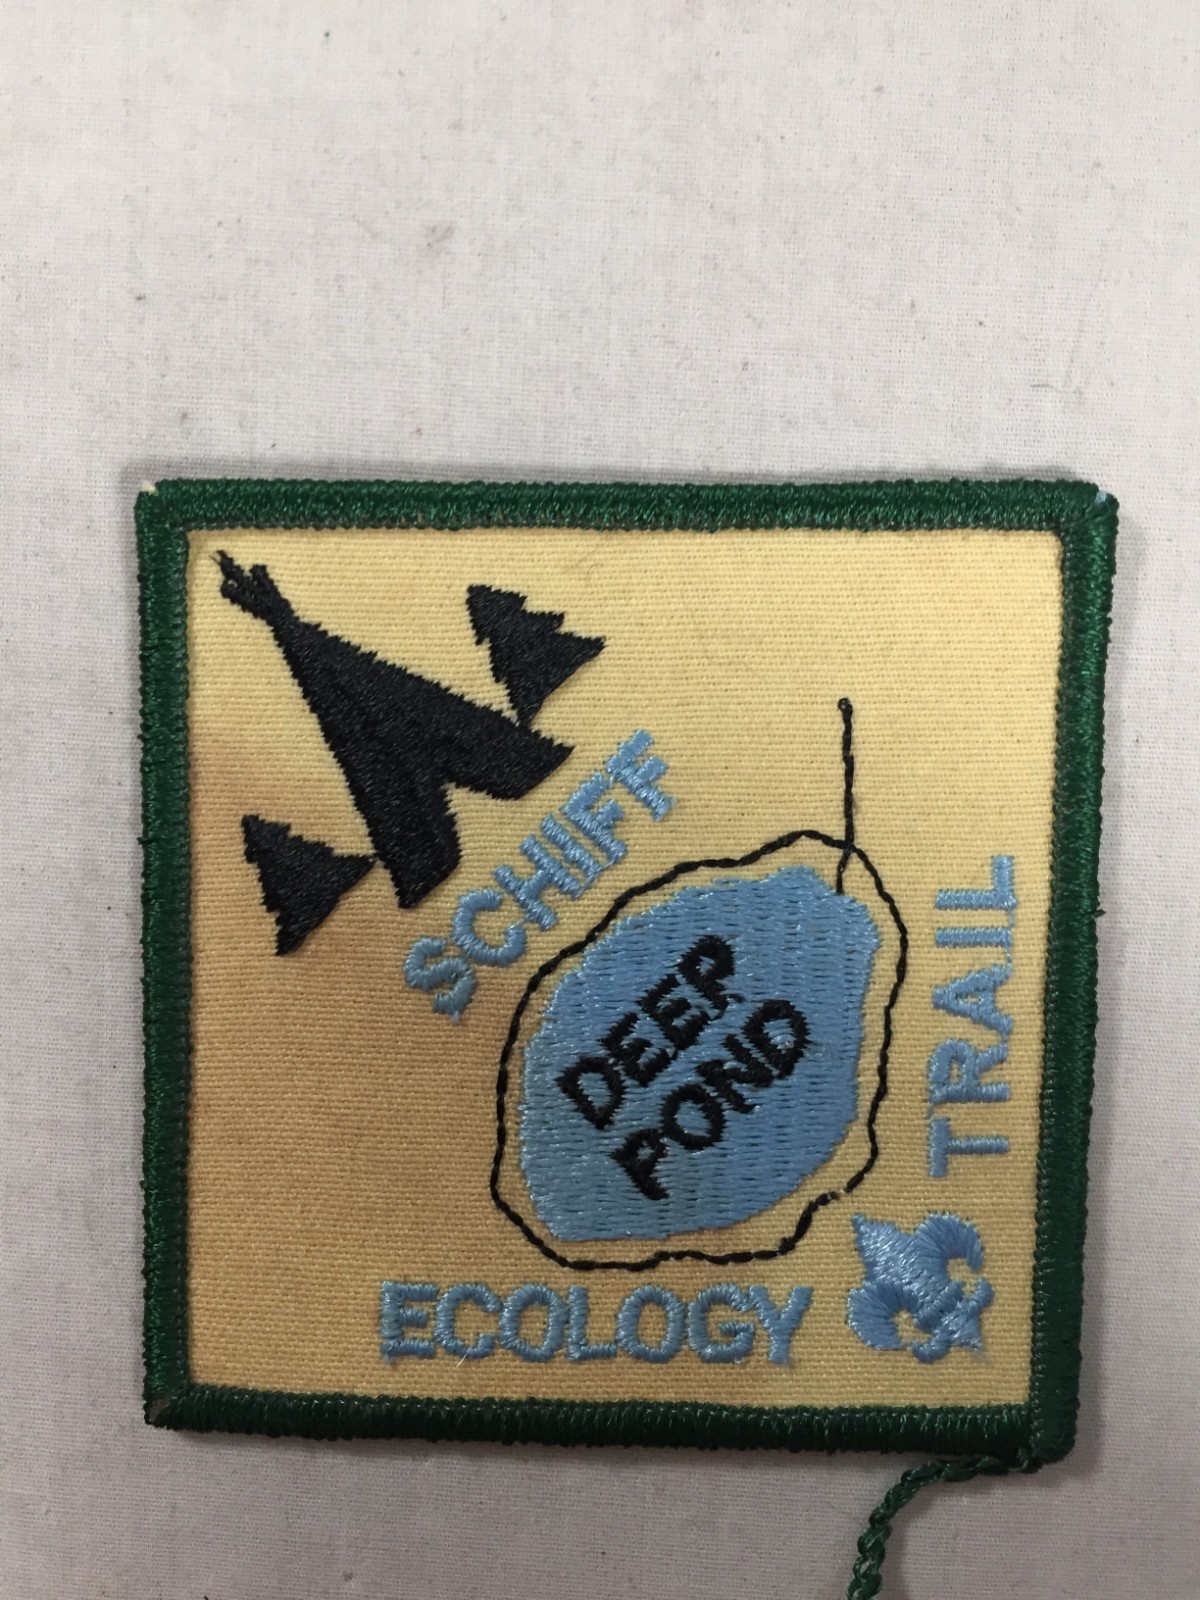 SCHIFF
DEEP
POND
ECOLOGY TRAIL